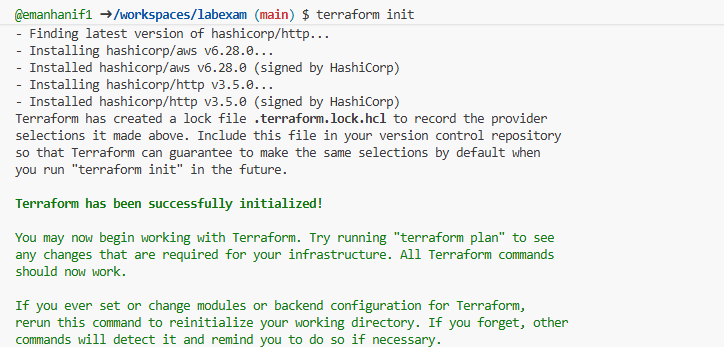 @emanhanif1 ➜/workspaces/labexam (main) $ terraform init
- Finding latest version of hashicorp/http...
- Installing hashicorp/aws v6.28.0...
- Installed hashicorp/aws v6.28.0 (signed by HashiCorp)
- Installing hashicorp/http v3.5.0...
- Installed hashicorp/http v3.5.0 (signed by HashiCorp)
Terraform has created a lock file .terraform.lock.hcl to record the provider
selections it made above. Include this file in your version control repository
so that Terraform can guarantee to make the same selections by default when
you run "terraform init" in the future.
Terraform has been successfully initialized!
You may now begin working with Terraform. Try running "terraform plan" to see
any changes that are required for your infrastructure. All Terraform commands
should now work.
If you ever set or change modules or backend configuration for Terraform,
rerun this command to reinitialize your working directory. If you forget, other
commands will detect it and remind you to do so if necessary.